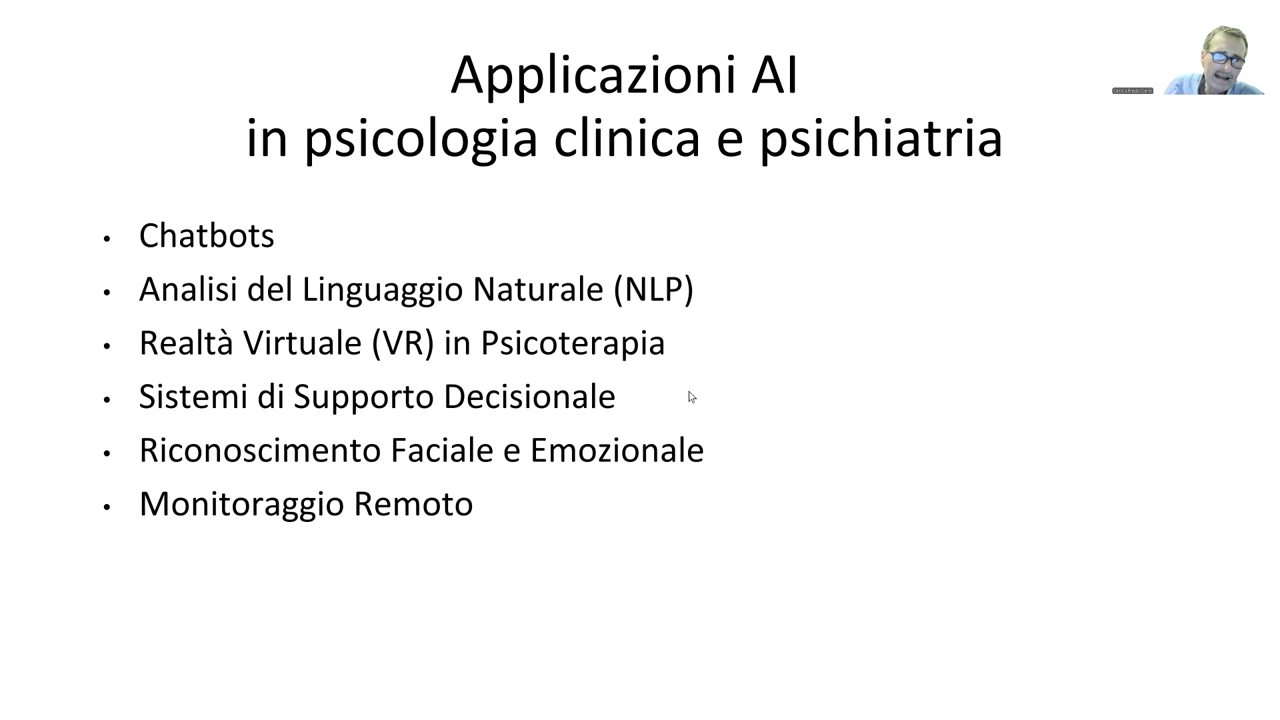 Applicazioni AI
in psicologia clinica e psichiatria
• Chatbots
• Analisi del Linguaggio Naturale (NLP)
• Realtà Virtuale (VR) in Psicoterapia
• Sistemi di Supporto Decisionale
• Riconoscimento Faciale e Emozionale
• Monitoraggio Remoto